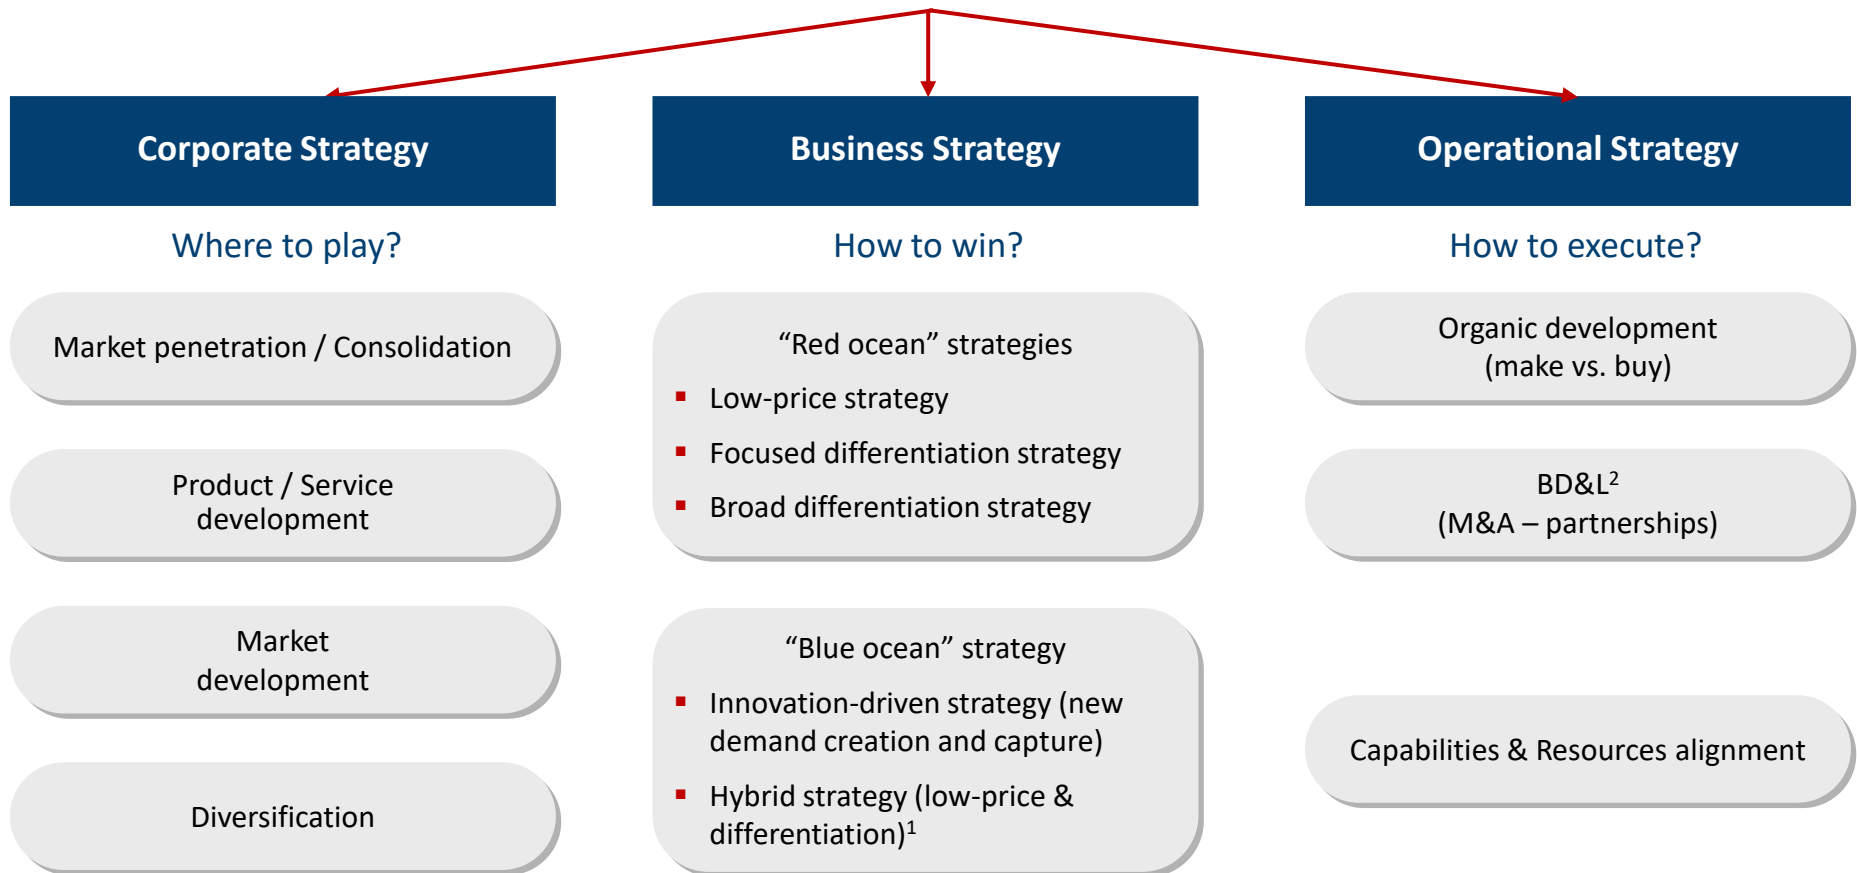 Corporate Strategy
Where to play?
Market penetration / Consolidation
Product / Service
development
Market
development
Diversification
Business Strategy
How to win?
“Red ocean” strategies
▪ Low-price strategy
▪ Focused differentiation strategy
▪ Broad differentiation strategy
“Blue ocean” strategy
▪ Innovation-driven strategy (new
demand creation and capture)
▪ Hybrid strategy (low-price &
differentiation)¹
Operational Strategy
How to execute?
Organic development
(make vs. buy)
BD&L²
(M&A – partnerships)
Capabilities & Resources alignment